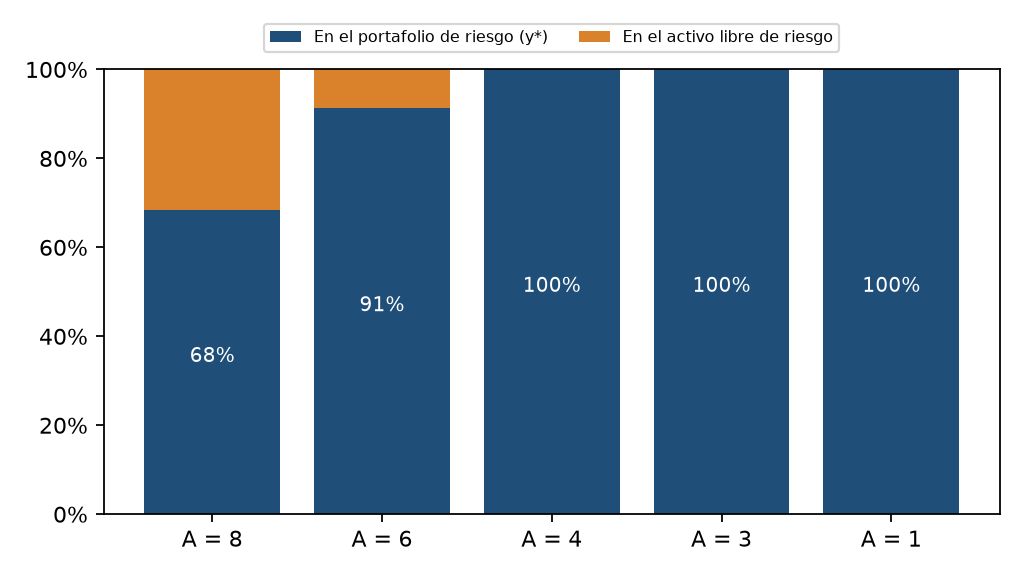 En el portafolio de riesgo (y*) En el activo libre de riesgo
100%
80%
60%
40%
20%
0%
68%
91%
100%
100%
100%
A = 8
A = 6
A = 4
A = 3
A = 1